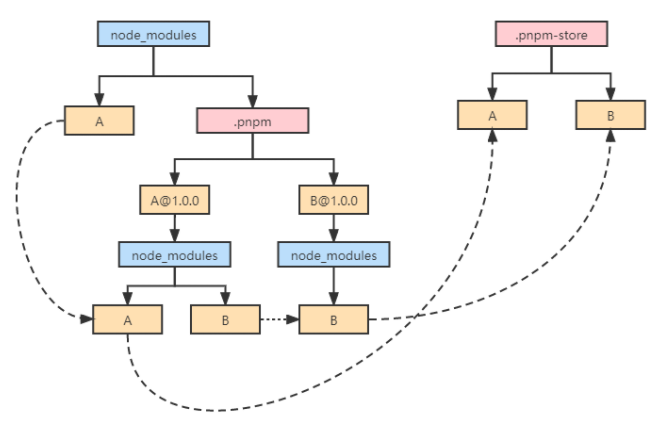 node_modules
.pnpm-store
A
.pnpm
A
B
A@1.0.0
B@1.0.0
node_modules
node_modules
A
B
B